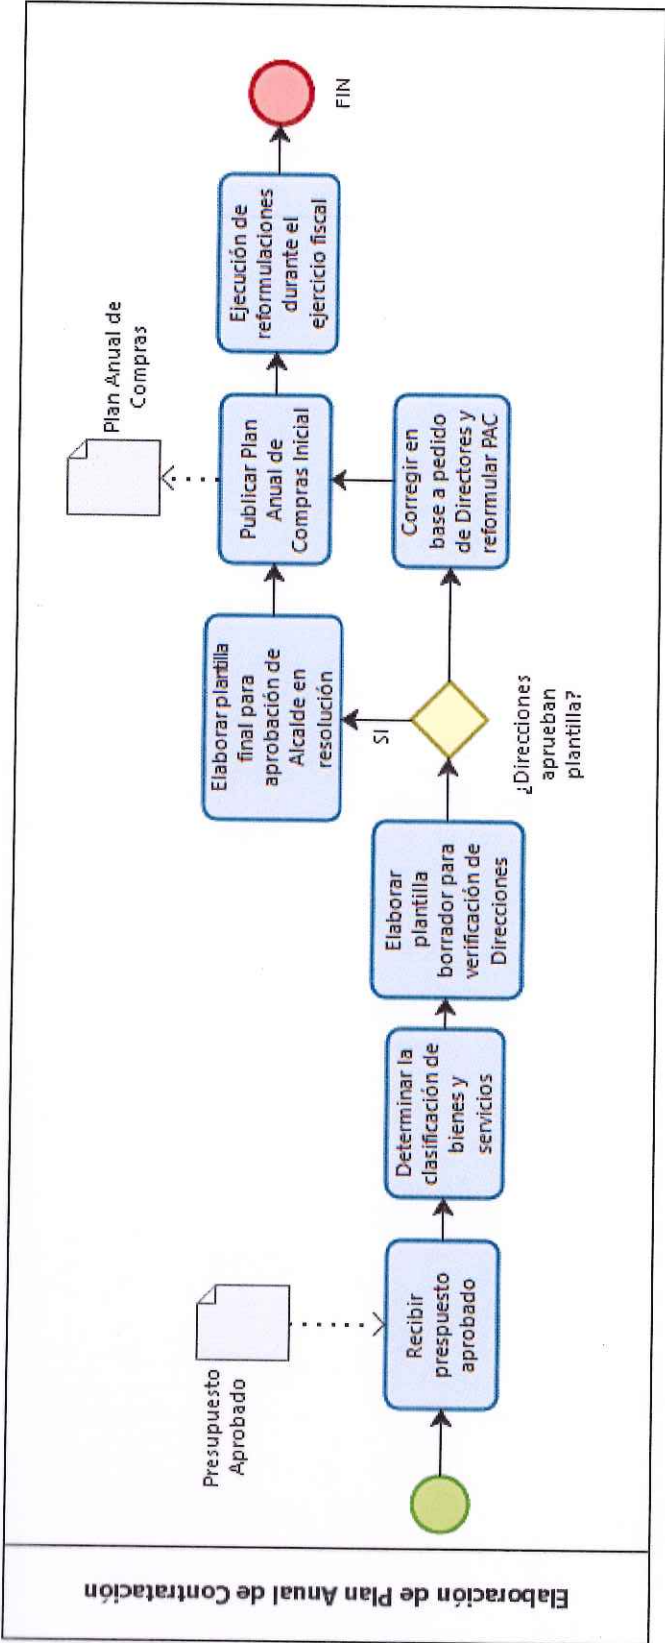 Elaboración de Plan Anual de Contratación
Presupuesto
Aprobado
Recibir
prespuesto
aprobado
Determinar la
clasificación de
bienes y
servicios
Elaborar
plantilla
borrador para
verificación de
Direcciones
¿Direcciones
aprueban
plantilla?
SI
Elaborar plantilla
final para
aprobación de
Alcalde en
resolución
Corregir en
base a pedido
de Directores y
reformular PAC
Publicar Plan
Anual de
Compras Inicial
Plan Anual de
Compras
Ejecución de
reformulaciones
durante el
ejercicio fiscal
FIN